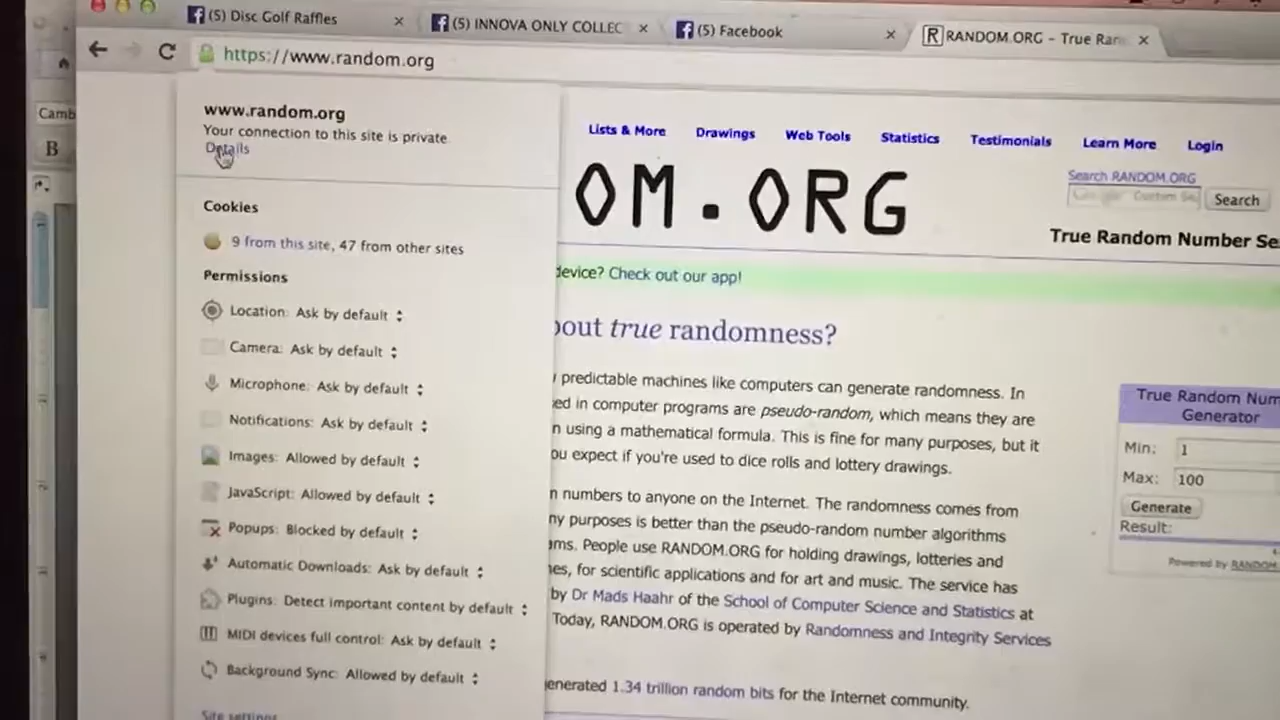 (5) Disc Golf Raffles
(5) INNOVA ONLY COLLEC
(5) Facebook
RANDOM.ORG - True Ran
https://www.random.org
Camb
B
www.random.org
Your connection to this site is private.
Details
Cookies
9 from this site, 47 from other sites
Permissions
Location: Ask by default
Camera: Ask by default
Microphone: Ask by default
Notifications: Ask by default
Images: Allowed by default
JavaScript: Allowed by default
Popups: Blocked by default
Automatic Downloads: Ask by default
Plugins: Detect important content by default
MIDI devices full control: Ask by default
Background Sync: Allowed by default
Site settings
Lists & More Drawings Web Tools Statistics Testimonials Learn More Login
OM.ORG
Search RANDOM.ORG
Search
True Random Number Se
device? Check out our app!
bout true randomness?
predictable machines like computers can generate randomness. In
ed in computer programs are pseudo-random, which means they are
n using a mathematical formula. This is fine for many purposes, but it
ou expect if you're used to dice rolls and lottery drawings.
m numbers to anyone on the Internet. The randomness comes from
ny purposes is better than the pseudo-random number algorithms
ams. People use RANDOM.ORG for holding drawings, lotteries and
es, for scientific applications and for art and music. The service has
by Dr Mads Haahr of the School of Computer Science and Statistics at
Today, RANDOM.ORG is operated by Randomness and Integrity Services
enerated 1.34 trillion random bits for the Internet community.
True Random Num
Generator
Min: 1
Max: 100
Generate
Result:
Powered by RANDOM